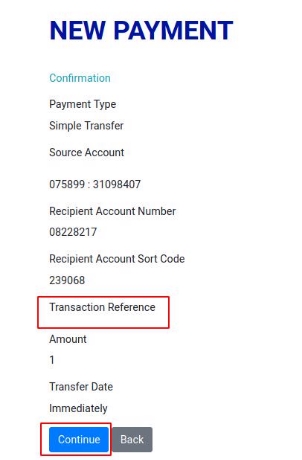 NEW PAYMENT
Confirmation
Payment Type
Simple Transfer
Source Account
075899 : 31098407
Recipient Account Number
08228217
Recipient Account Sort Code
239068
Transaction Reference
Amount
1
Transfer Date
Immediately
Continue Back